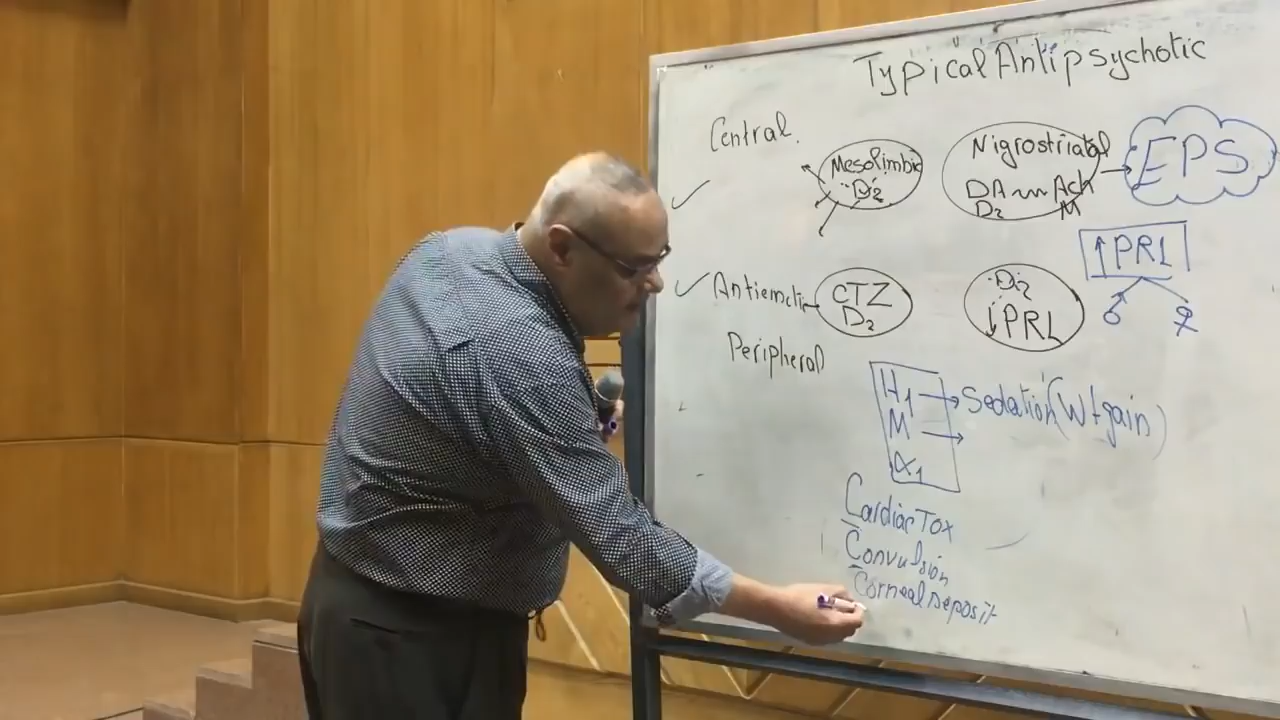 Typical Antipsychotic
Central.
Mesolimbic
D2
Nigrostriatal
DA Ach
D2 M
EPS
↑PRL
♂ ♀
Antiemetic
CTZ
D2
D2
↓PRL
Peripheral
H1 → Sedation (Wt gain)
M →
α1
Cardiac Tox
Convulsion
Corneal Deposit